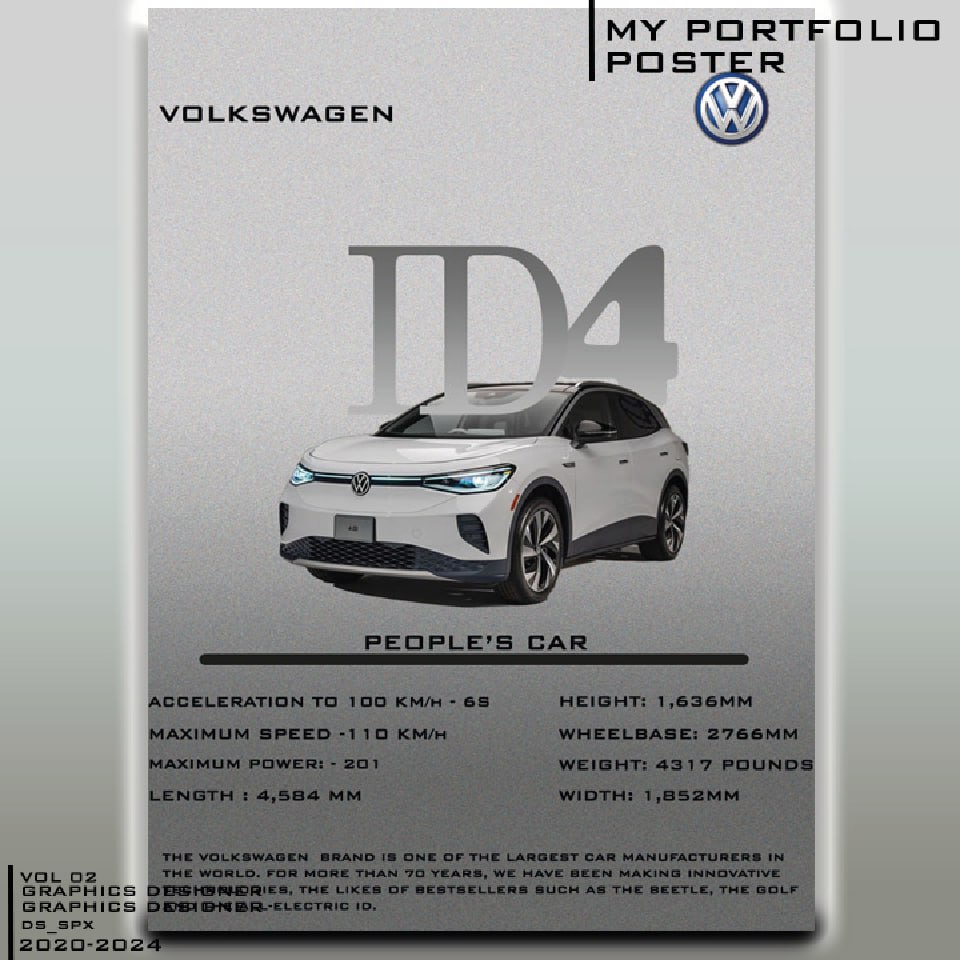 MY PORTFOLIO
POSTER
VOLKSWAGEN
ID4
PEOPLE'S CAR
ACCELERATION TO 100 KM/H - 6S
MAXIMUM SPEED -110 KM/H
MAXIMUM POWER: - 201
LENGTH : 4,584 MM
HEIGHT: 1,636MM
WHEELBASE: 2766MM
WEIGHT: 4317 POUNDS
WIDTH: 1,852MM
THE VOLKSWAGEN BRAND IS ONE OF THE LARGEST CAR MANUFACTURERS IN
THE WORLD. FOR MORE THAN 70 YEARS, WE HAVE BEEN MAKING INNOVATIVE
TECHNOLOGIES, THE LIKES OF BESTSELLERS SUCH AS THE BEETLE, THE GOLF
AND THE ALL-ELECTRIC ID.
VOL 02
GRAPHICS DESIGNER
GRAPHICS DESIGNER
DS_SPX
2020-2024